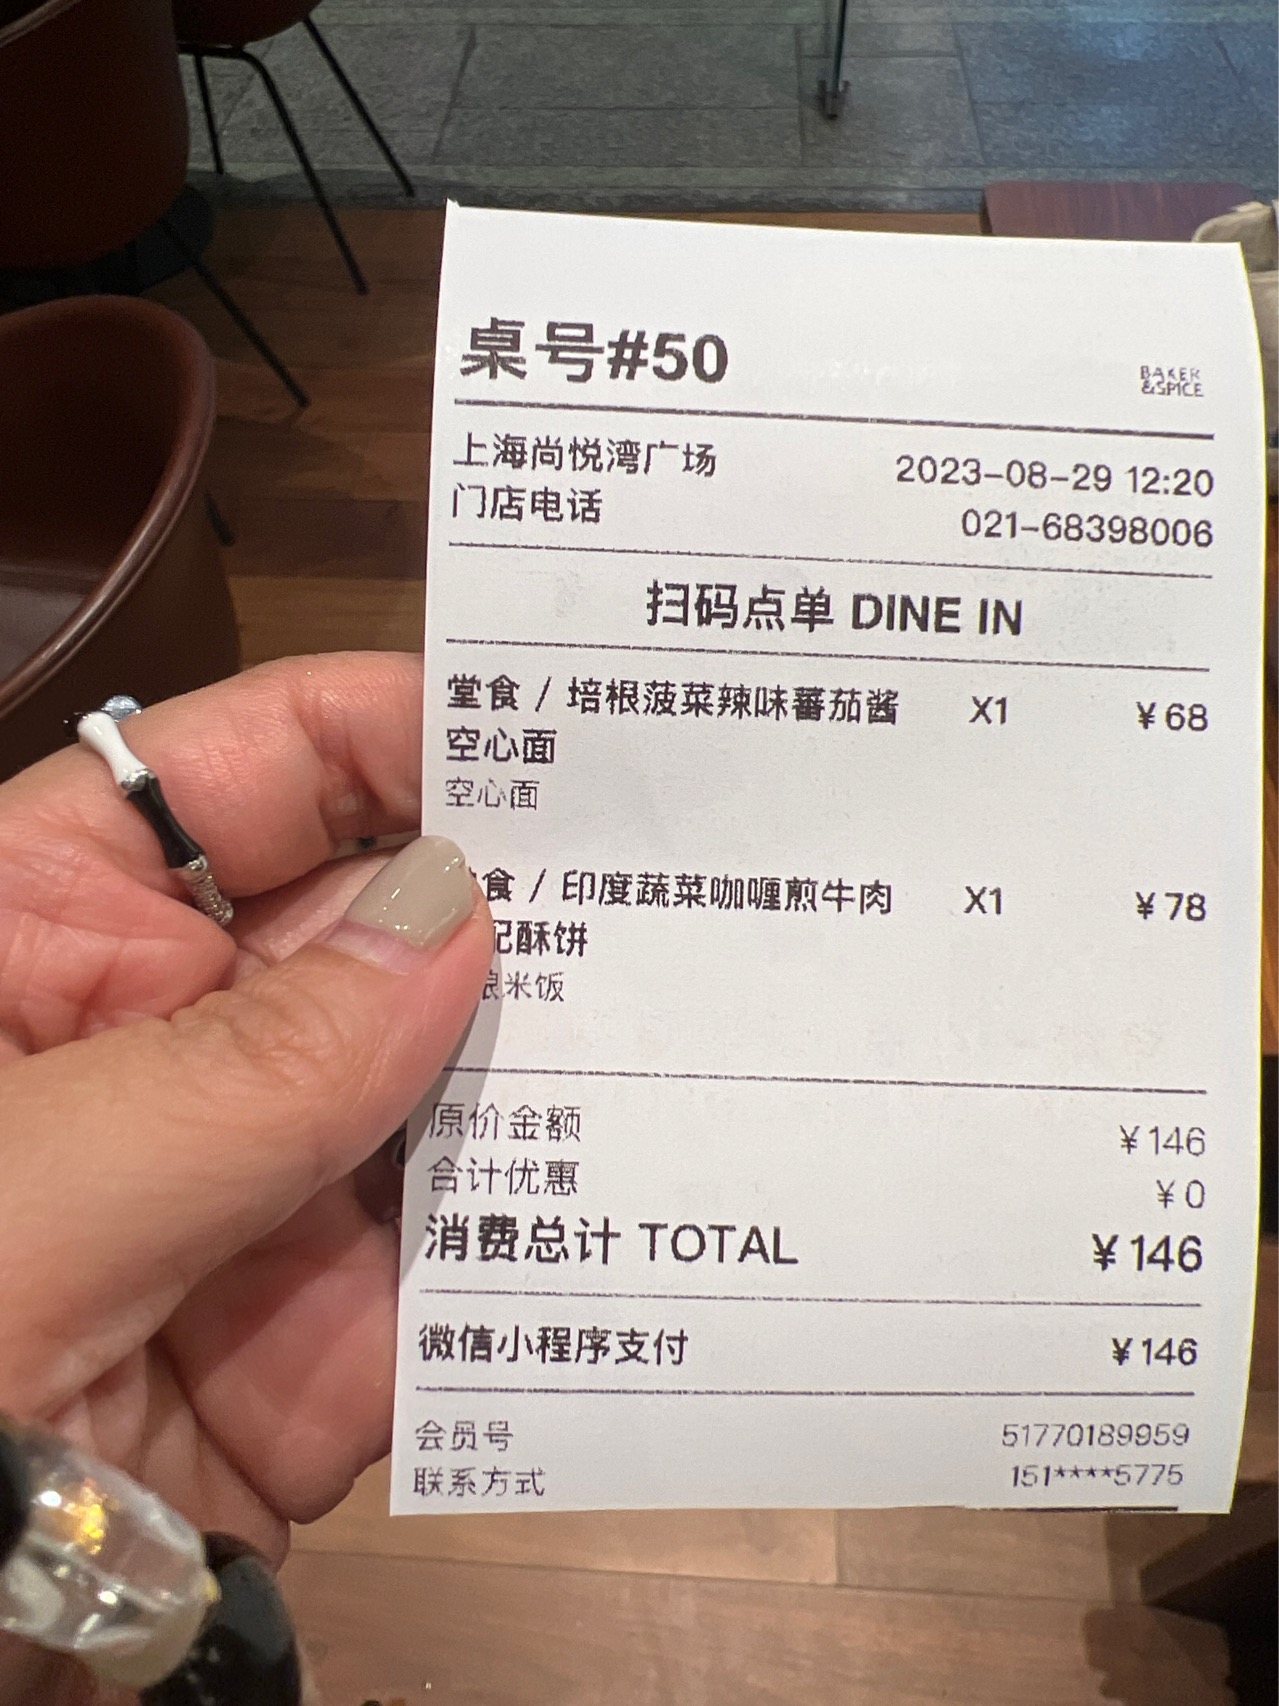 桌号#50
BAKER
&SPICE
上海尚悦湾广场 2023-08-29 12:20
门店电话 021-68398006
扫码点单 DINE IN
堂食 / 培根菠菜辣味蕃茄酱 X1 ¥68
空心面
空心面
食 / 印度蔬菜咖喱煎牛肉 X1 ¥78
配酥饼
米饭
原价金额 ¥146
合计优惠 ¥0
消费总计 TOTAL ¥146
微信小程序支付 ¥146
会员号 51770189959
联系方式 151****5775